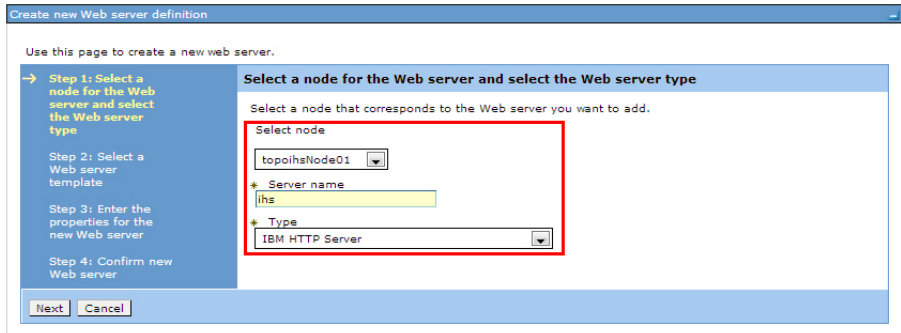 Create new Web server definition
Use this page to create a new web server.
Step 1: Select a
node for the Web
server and select
the Web server
type
Step 2: Select a
Web server
template
Step 3: Enter the
properties for the
new Web server
Step 4: Confirm new
Web server
Select a node for the Web server and select the Web server type
Select a node that corresponds to the Web server you want to add.
Select node
topoihsNode01
* Server name
ihs
* Type
IBM HTTP Server
Next Cancel